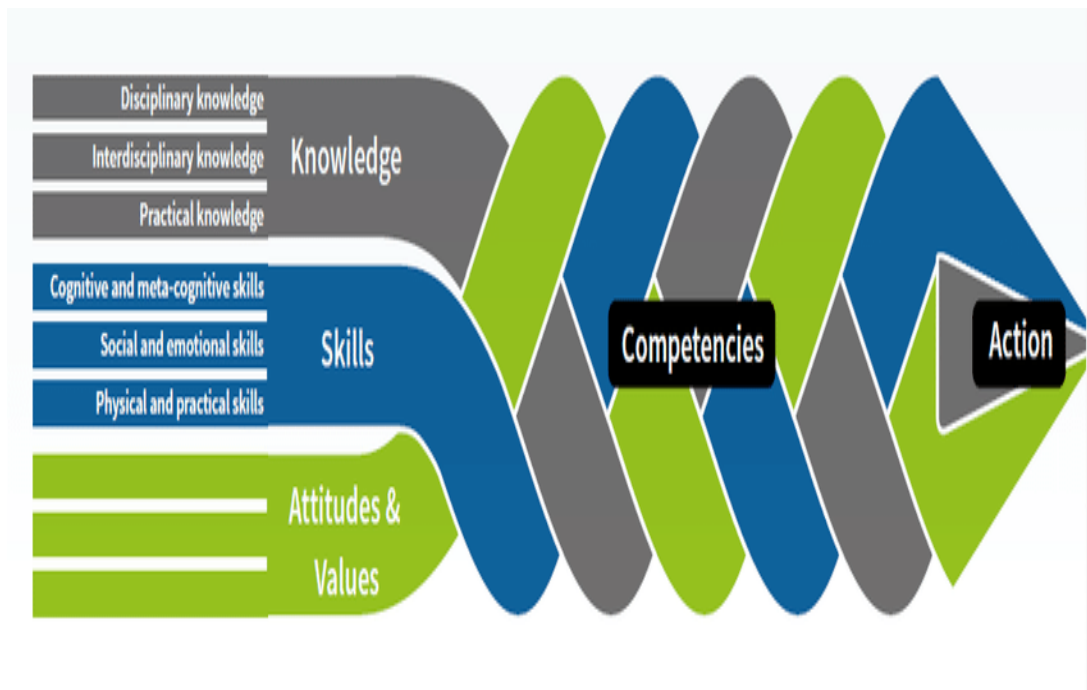 Disciplinary knowledge
Interdisciplinary knowledge
Practical knowledge
Knowledge
Cognitive and meta-cognitive skills
Social and emotional skills
Physical and practical skills
Skills
Attitudes &
Values
Competencies
Action